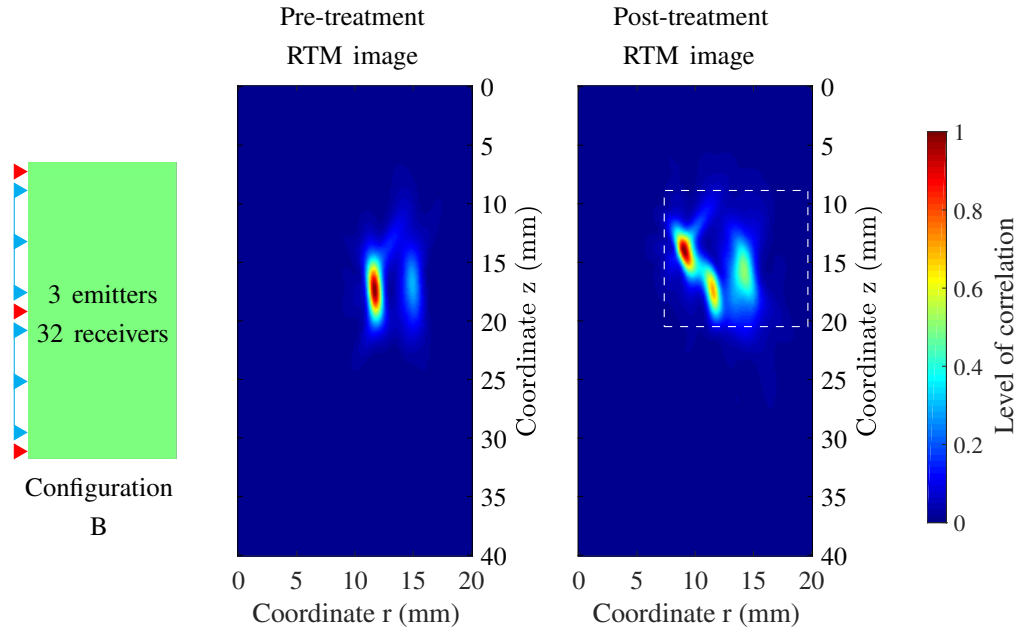 Pre-treatment
RTM image
Post-treatment
RTM image
3 emitters
32 receivers
Configuration
B
0
5
10
15
20
25
30
35
40
Coordinate z (mm)
0
5
10
15
20
Coordinate r (mm)
0
5
10
15
20
25
30
35
40
Coordinate z (mm)
0
5
10
15
20
Coordinate r (mm)
1
0.8
0.6
0.4
0.2
0
Level of correlation